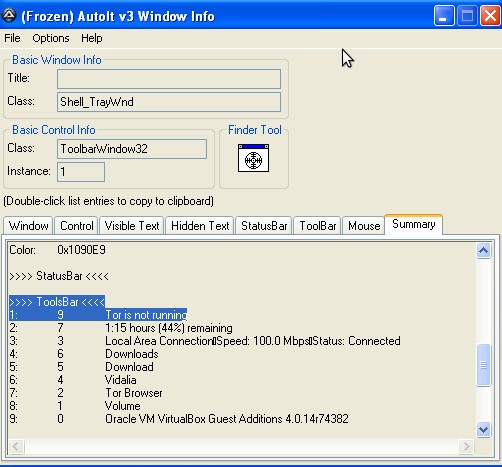 (Frozen) AutoIt v3 Window Info
File Options Help
Basic Window Info
Title:
Class: Shell_TrayWnd
Basic Control Info
Class: ToolbarWindow32
Instance: 1
Finder Tool
(Double-click list entries to copy to clipboard)
Window Control Visible Text Hidden Text StatusBar ToolBar Mouse Summary
Color: 0x1090E9
>>>> StatusBar <<<<
>>>> ToolsBar <<<<
1: 9 Tor is not running
2: 7 1:15 hours (44%) remaining
3: 3 Local Area Connection▯Speed: 100.0 Mbps▯Status: Connected
4: 6 Downloads
5: 5 Download
6: 4 Vidalia
7: 2 Tor Browser
8: 1 Volume
9: 0 Oracle VM VirtualBox Guest Additions 4.0.14r74382